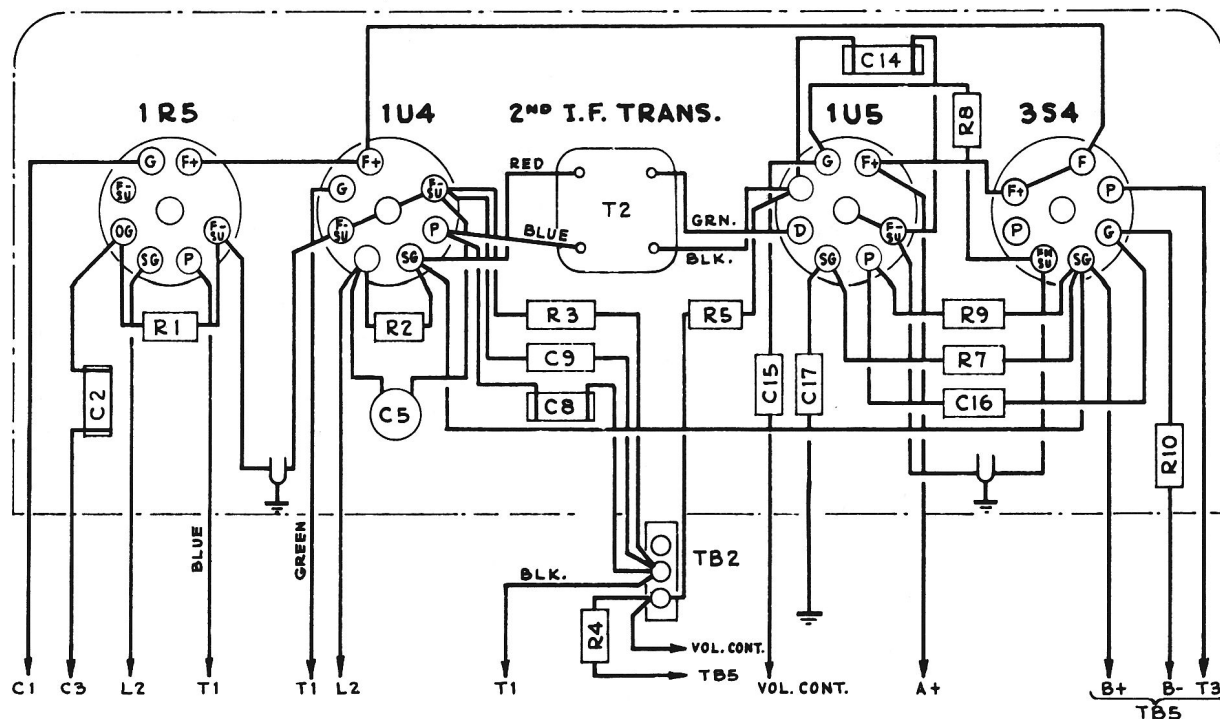 1R5
1U4
2ND I.F. TRANS.
1U5
3S4
C14
R8
G
F+
F-
SU
OG
SG
P
F-
SU
F+
G
F-
SU
F-
SU
P
SG
RED
BLUE
T2
GRN.
BLK.
G
F+
D
F-
SU
SG
P
F
F+
P
P
G
FM
SU
SG
R1
R2
R3
C9
C8
C5
C2
R5
C15
C17
R9
R7
C16
R10
BLUE
GREEN
BLK.
TB2
R4
VOL. CONT.
TB5
C1
C3
L2
T1
T1
L2
T1
VOL. CONT.
A+
B+
B-
T3
TB5